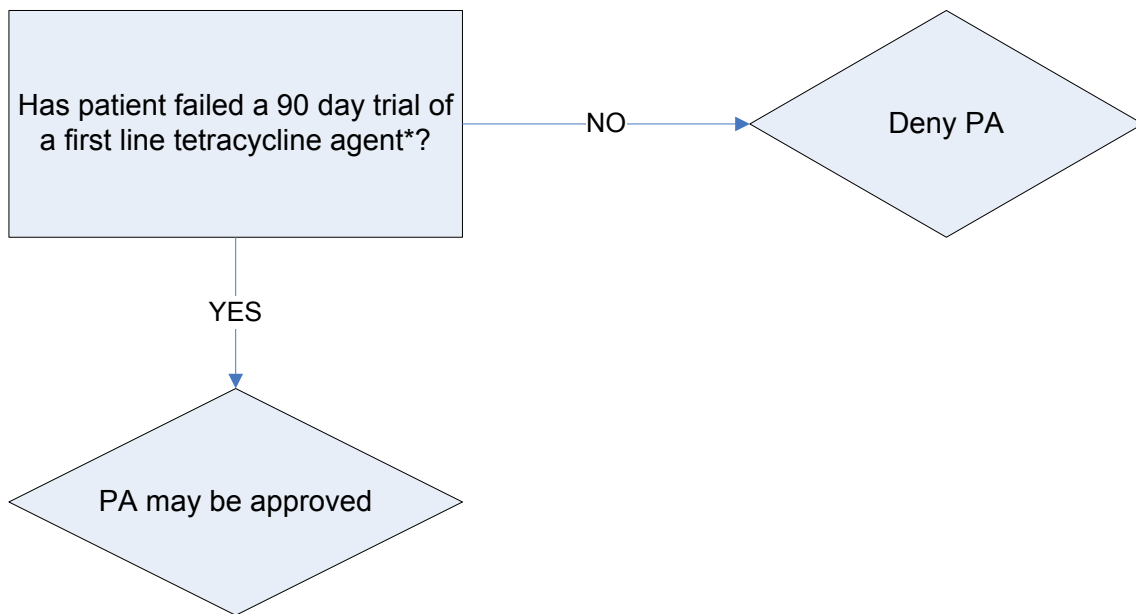 Has patient failed a 90 day trial of
a first line tetracycline agent*?
NO
Deny PA
YES
PA may be approved